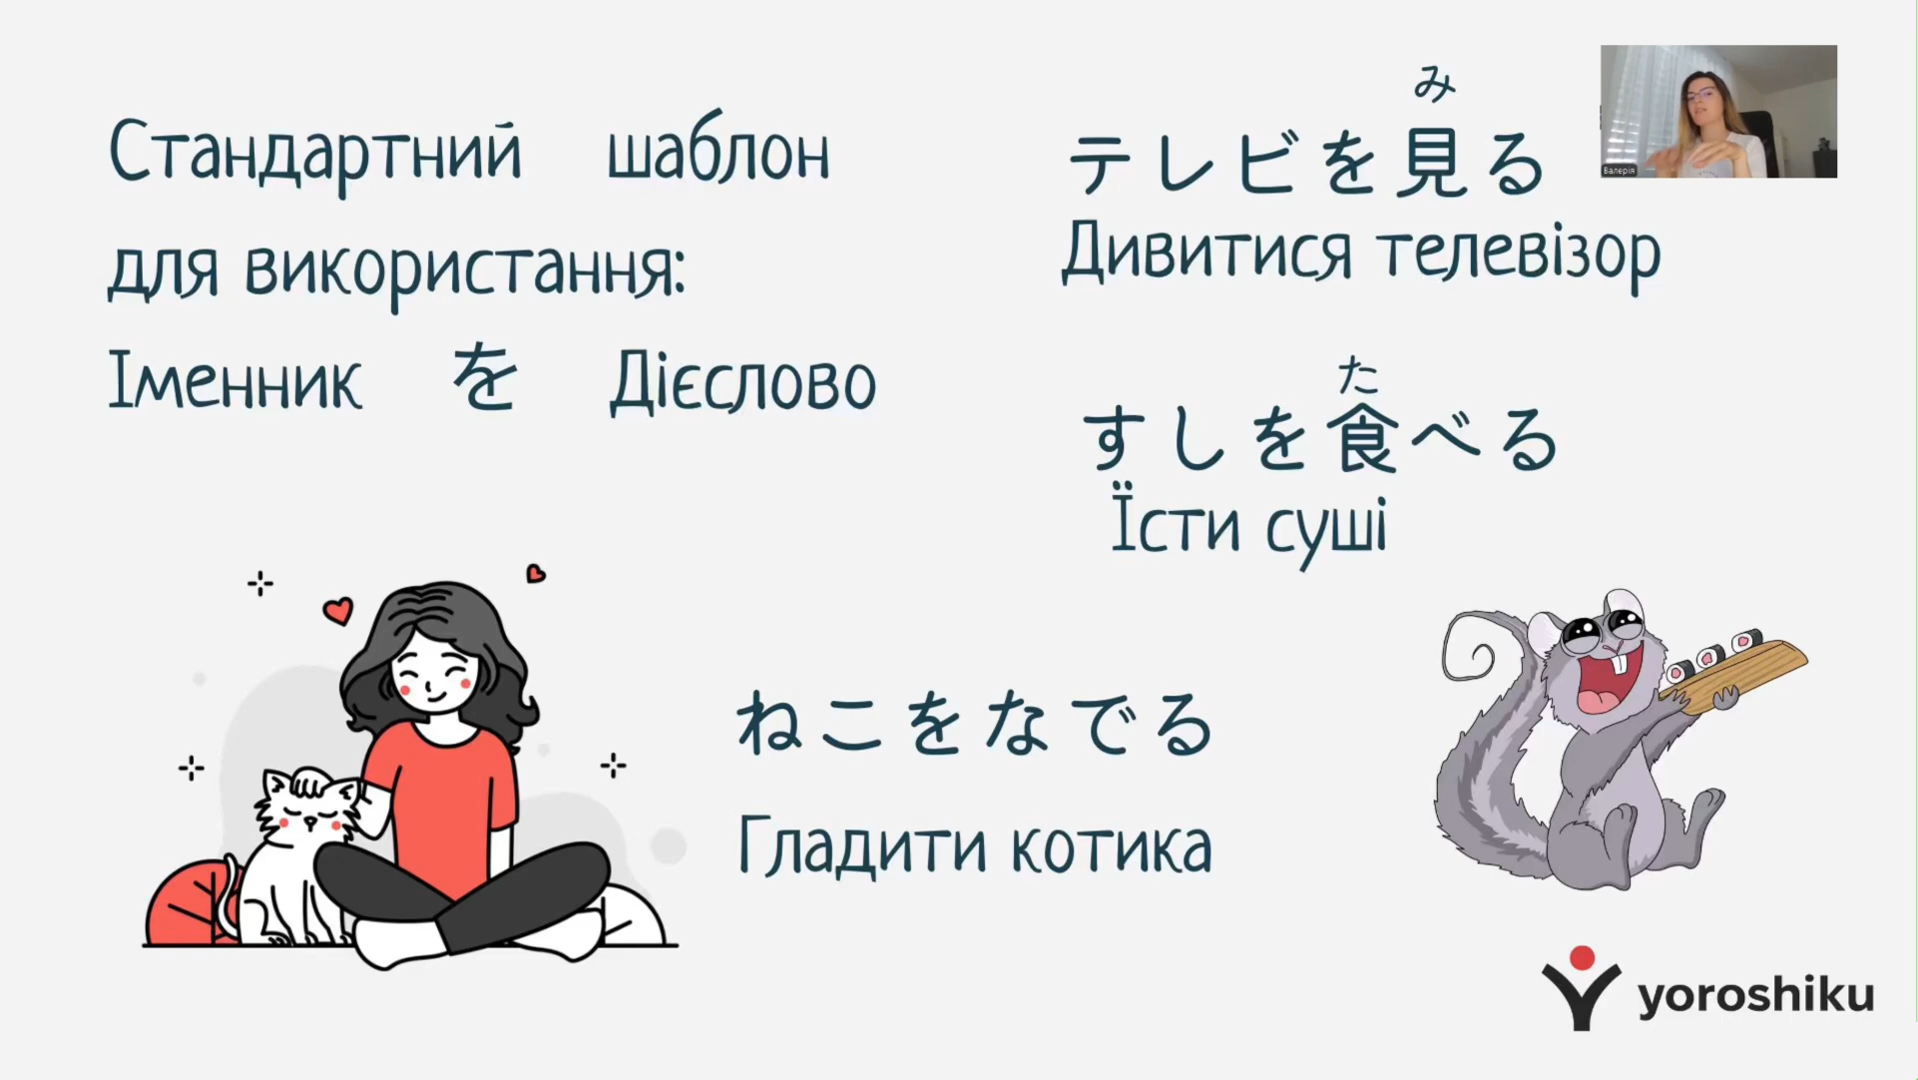 Стандартний шаблон
для використання:
Іменник を Дієслово
み
テレビを見る
Дивитися телевізор
た
すしを食べる
Їсти суші
ねこをなでる
Гладити котика
Валерія
yoroshiku